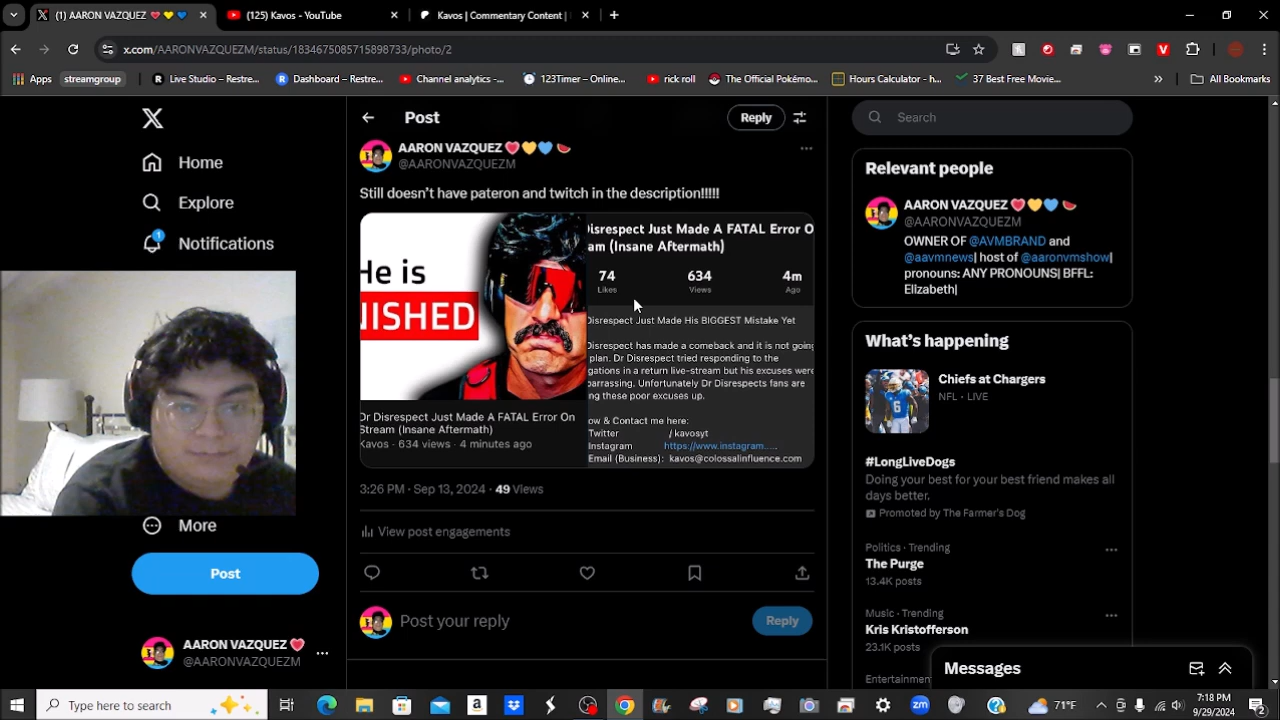 (1) AARON VAZQUEZ
(125) Kavos - YouTube
Kavos | Commentary Content |
x.com/AARONVAZQUEZM/status/1834675085715898733/photo/2
Apps
streamgroup
Live Studio - Restre...
Dashboard - Restre...
Channel analytics -...
123Timer – Online...
rick roll
The Official Pokémo...
Hours Calculator - h...
37 Best Free Movie...
»
All Bookmarks
Home
Explore
1
Notifications
More
Post
AARON VAZQUEZ
@AARONVAZQUEZM
Post
Reply
AARON VAZQUEZ 
@AARONVAZQUEZM
Still doesn’t have pateron and twitch in the description!!!!!
He is
NISHED
Dr Disrespect Just Made A FATAL Error On
Stream (Insane Aftermath)
Kavos · 634 views · 4 minutes ago
Disrespect Just Made A FATAL Error O
am (Insane Aftermath)
74 634 4m
Likes Views Ago
Disrespect Just Made His BIGGEST Mistake Yet
Disrespect has made a comeback and it is not going
plan. Dr Disrespect tried responding to the
gations in a return live-stream but his excuses were
barrassing. Unfortunately Dr Disrespects fans are
ng these poor excuses up.
ow & Contact me here:
Twitter / kavosyt
Instagram https://www.instagram....
Email (Business): kavos@colossalinfluence.com
3:26 PM · Sep 13, 2024 · 49 Views
View post engagements
Post your reply
Reply
Search
Relevant people
AARON VAZQUEZ
@AARONVAZQUEZM
OWNER OF @AVMBRAND and
@aavmnews| host of @aaronvmshow|
pronouns: ANY PRONOUNS| BFFL:
Elizabeth|
What’s happening
Chiefs at Chargers
NFL · LIVE
#LongLiveDogs
Doing your best for your best friend makes all
days better.
Promoted by The Farmer's Dog
Politics · Trending
The Purge
13.4K posts
Music · Trending
Kris Kristofferson
23.1K posts
Entertainment
Messages
Type here to search
71°F
7:18 PM
9/29/2024
2